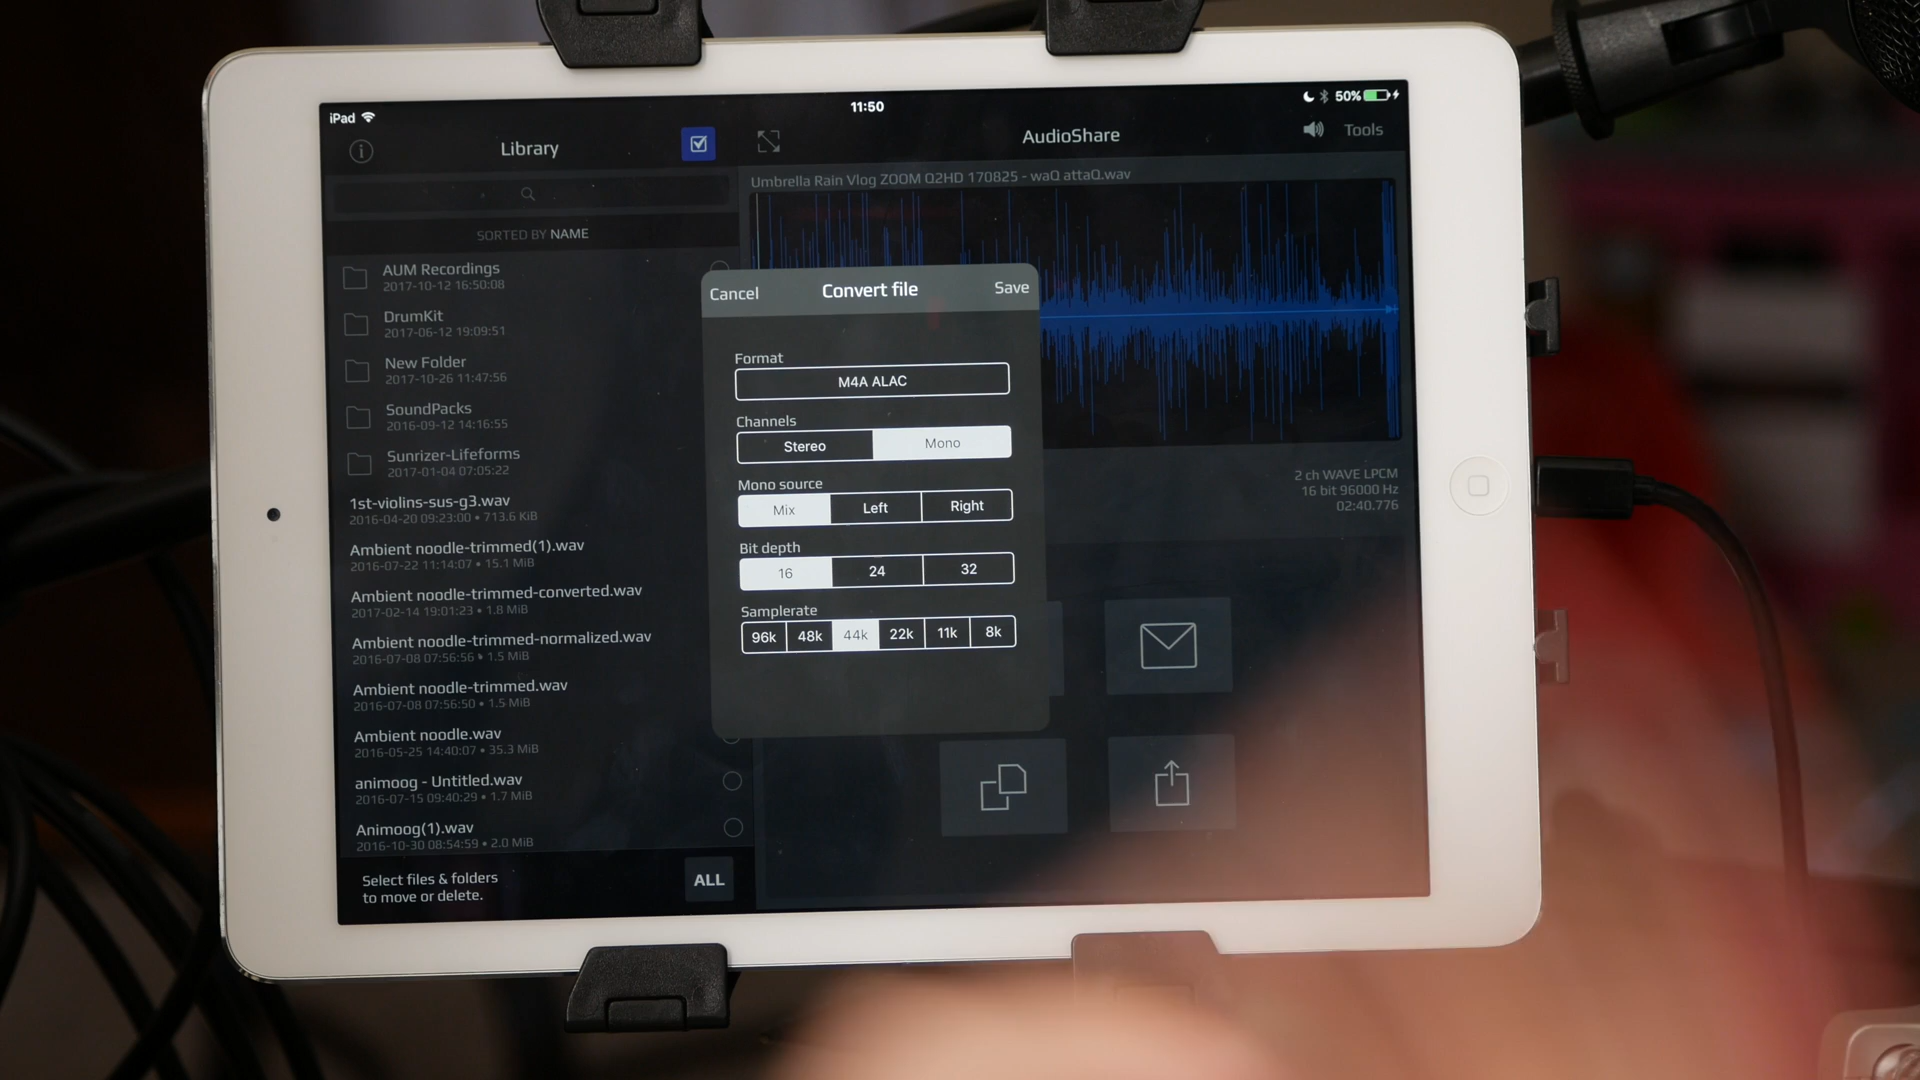 iPad
11:50
50%
Library
AudioShare
Tools
SORTED BY NAME
AUM Recordings
2017-10-12 16:50:08
DrumKit
2017-06-12 19:09:51
New Folder
2017-10-26 11:47:56
SoundPacks
2016-09-12 14:16:55
Sunrizer-Lifeforms
2017-01-04 07:05:22
1st-violins-sus-g3.wav
2016-04-20 09:23:00 • 713.6 KiB
Ambient noodle-trimmed(1).wav
2016-07-22 11:14:07 • 15.1 MiB
Ambient noodle-trimmed-converted.wav
2017-02-14 19:01:23 • 1.8 MiB
Ambient noodle-trimmed-normalized.wav
2016-07-08 07:56:56 • 1.5 MiB
Ambient noodle-trimmed.wav
2016-07-08 07:56:50 • 1.5 MiB
Ambient noodle.wav
2016-05-25 14:40:07 • 35.3 MiB
animoog - Untitled.wav
2016-07-15 09:40:29 • 1.7 MiB
Animoog(1).wav
2016-10-30 08:54:59 • 2.0 MiB
Select files & folders
to move or delete.
ALL
Umbrella Rain Vlog ZOOM Q2HD 170825 - waQ attaQ.wav
2 ch WAVE LPCM
16 bit 96000 Hz
02:40.776
Cancel
Convert file
Save
Format
M4A ALAC
Channels
Stereo
Mono
Mono source
Mix
Left
Right
Bit depth
16
24
32
Samplerate
96k
48k
44k
22k
11k
8k